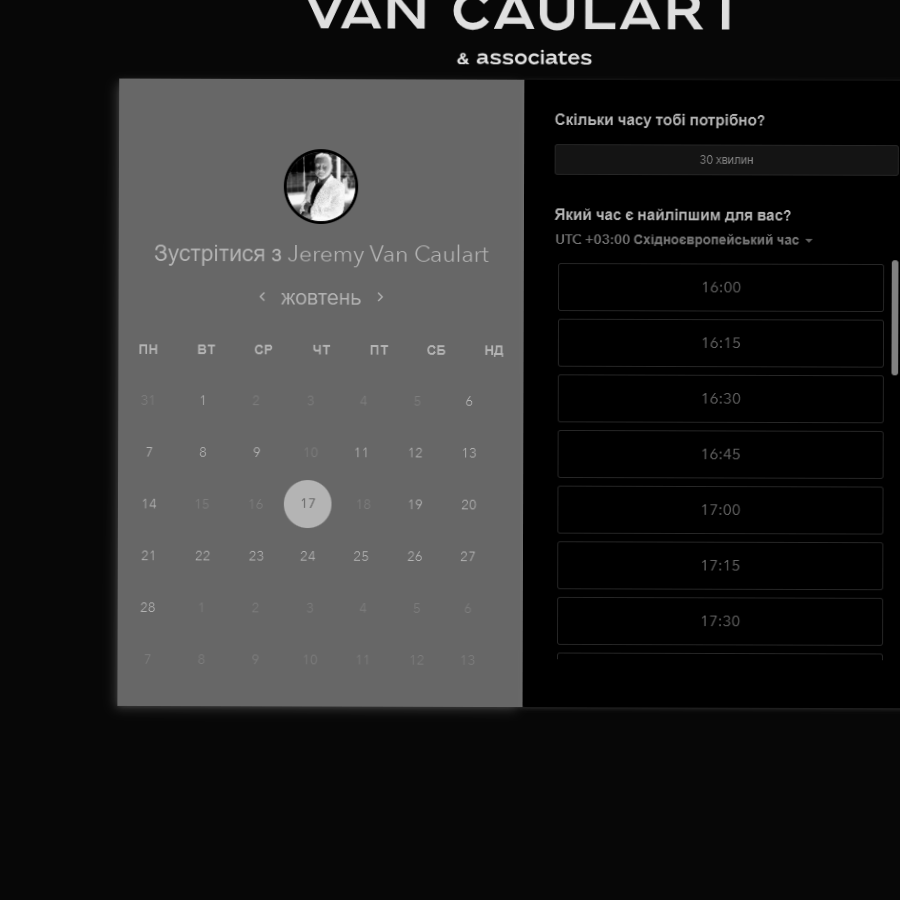 VAN CAULART
& associates
Зустрітися з Jeremy Van Caulart
жовтень
ПН ВТ СР ЧТ ПТ СБ НД
31 1 2 3 4 5 6
7 8 9 10 11 12 13
14 15 16 17 18 19 20
21 22 23 24 25 26 27
28 1 2 3 4 5 6
7 8 9 10 11 12 13
Скільки часу тобі потрібно?
30 хвилин
Який час є найліпшим для вас?
UTC +03:00 Східноєвропейський час
16:00
16:15
16:30
16:45
17:00
17:15
17:30